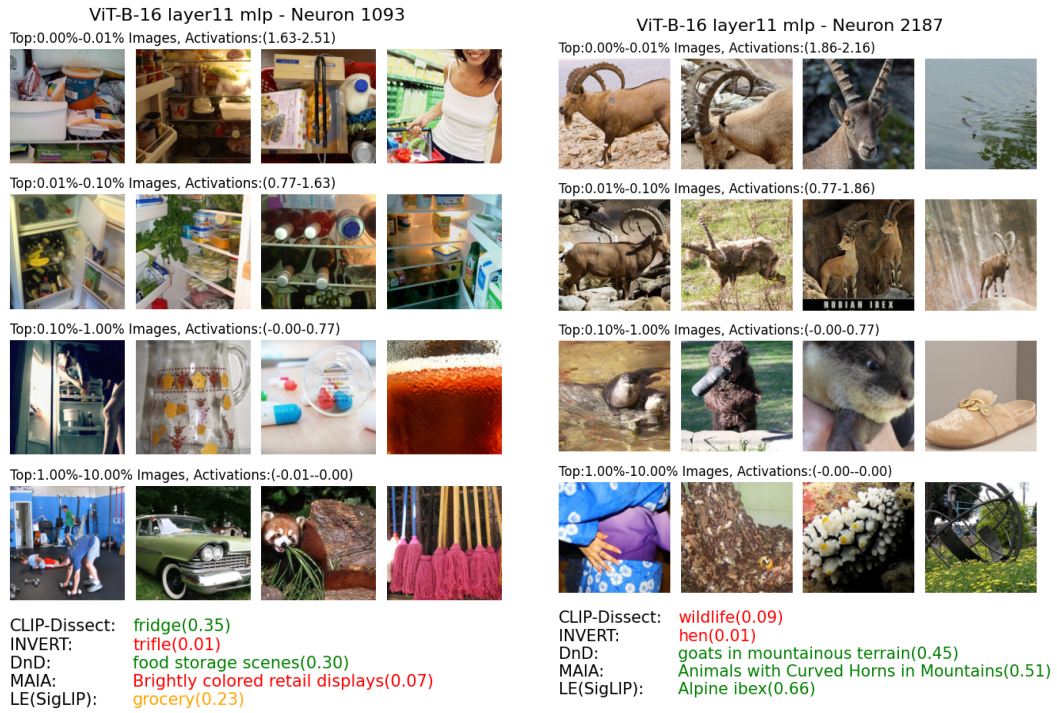 ViT-B-16 layer11 mlp - Neuron 1093
Top:0.00%-0.01% Images, Activations:(1.63-2.51)
Top:0.01%-0.10% Images, Activations:(0.77-1.63)
Top:0.10%-1.00% Images, Activations:(-0.00-0.77)
Top:1.00%-10.00% Images, Activations:(-0.01--0.00)
CLIP-Dissect: fridge(0.35)
INVERT: trifle(0.01)
DnD: food storage scenes(0.30)
MAIA: Brightly colored retail displays(0.07)
LE(SigLIP): grocery(0.23)
ViT-B-16 layer11 mlp - Neuron 2187
Top:0.00%-0.01% Images, Activations:(1.86-2.16)
Top:0.01%-0.10% Images, Activations:(0.77-1.86)
NUBIAN IBEX
Top:0.10%-1.00% Images, Activations:(-0.00-0.77)
Top:1.00%-10.00% Images, Activations:(-0.00--0.00)
CLIP-Dissect: wildlife(0.09)
INVERT: hen(0.01)
DnD: goats in mountainous terrain(0.45)
MAIA: Animals with Curved Horns in Mountains(0.51)
LE(SigLIP): Alpine ibex(0.66)